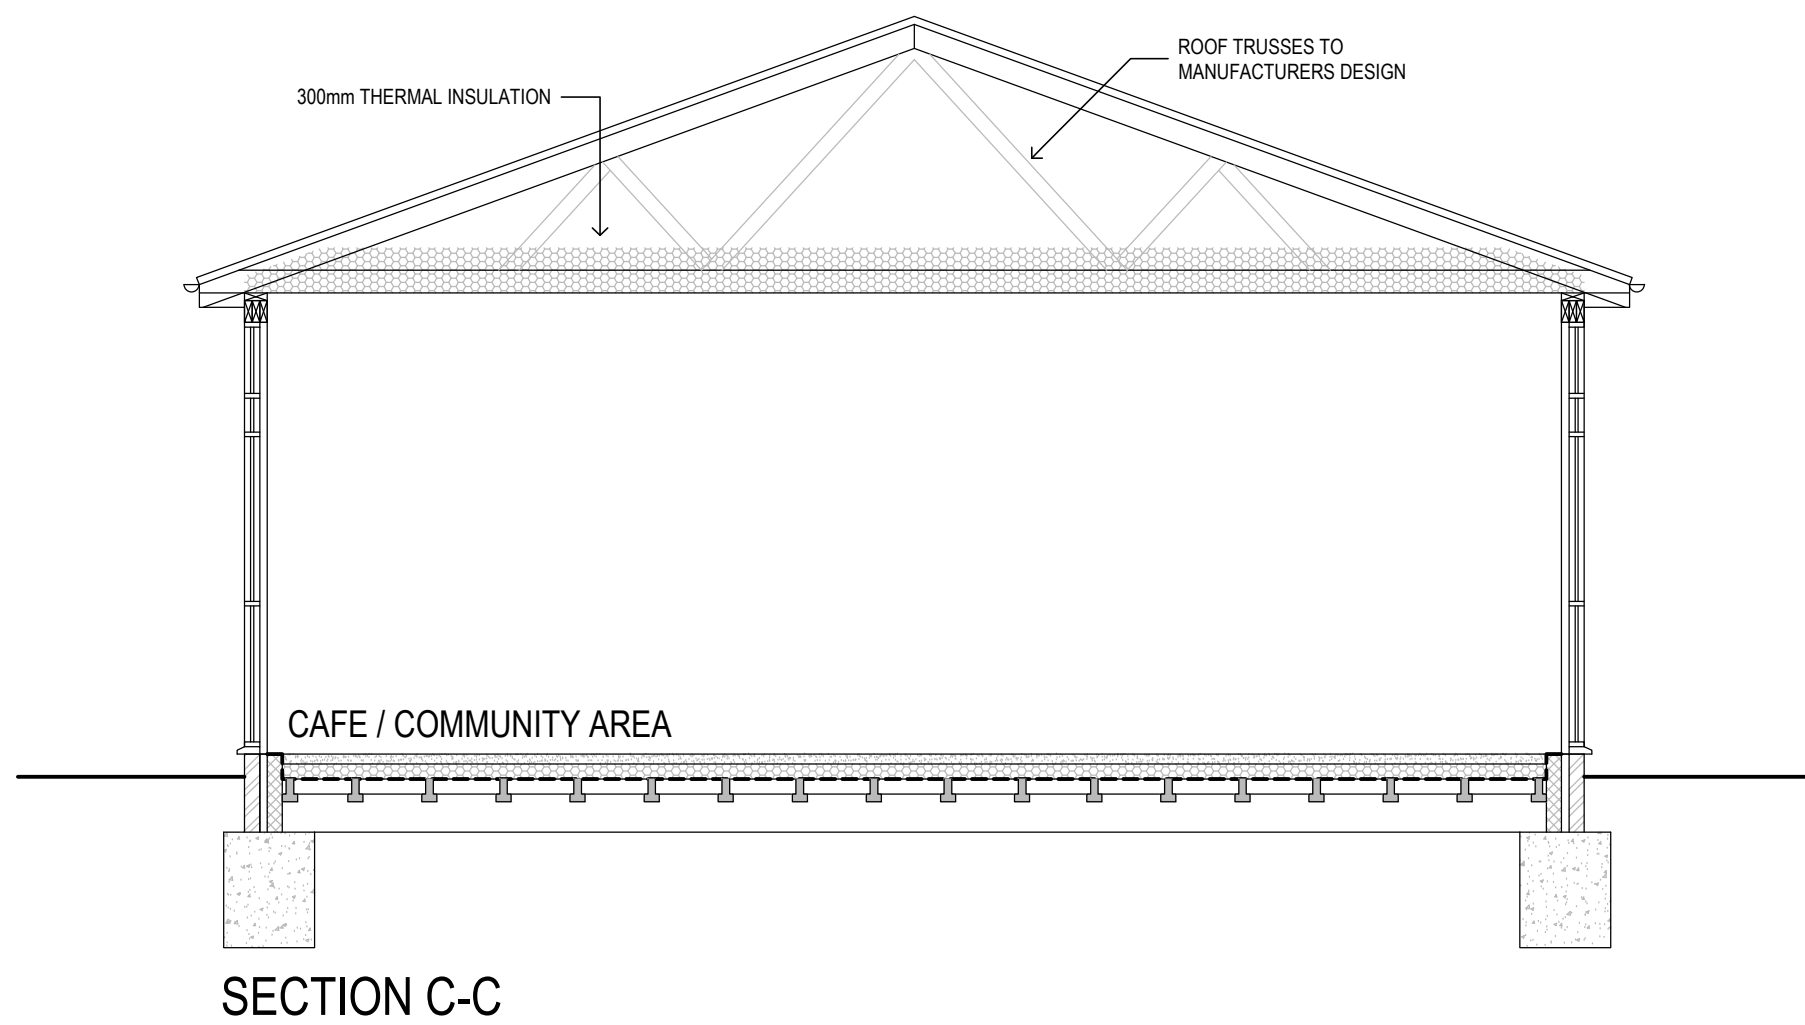 ROOF TRUSSES TO
MANUFACTURERS DESIGN
300mm THERMAL INSULATION
CAFE / COMMUNITY AREA
SECTION C-C